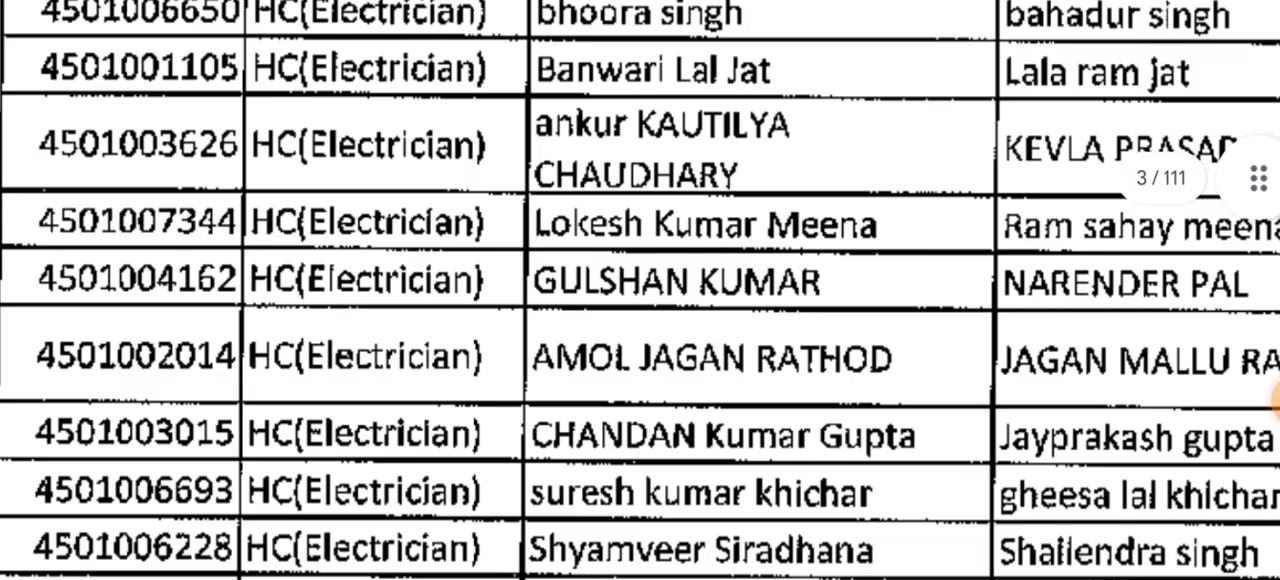 4501006650 HC(Electrician) bhoora singh bahadur singh
4501001105 HC(Electrician) Banwari Lal Jat Lala ram jat
4501003626 HC(Electrician) ankur KAUTILYA CHAUDHARY KEVLA
3 / 111
4501007344 HC(Electrician) Lokesh Kumar Meena Ram sahay
4501004162 HC(Electrician) GULSHAN KUMAR NARENDER PAL
4501002014 HC(Electrician) AMOL JAGAN RATHOD JAGAN MALLU
4501003015 HC(Electrician) CHANDAN Kumar Gupta Jayprakash gupta
4501006693 HC(Electrician) suresh kumar khichar gheesa lal khichar
4501006228 HC(Electrician) Shyamveer Siradhana Shailendra singh